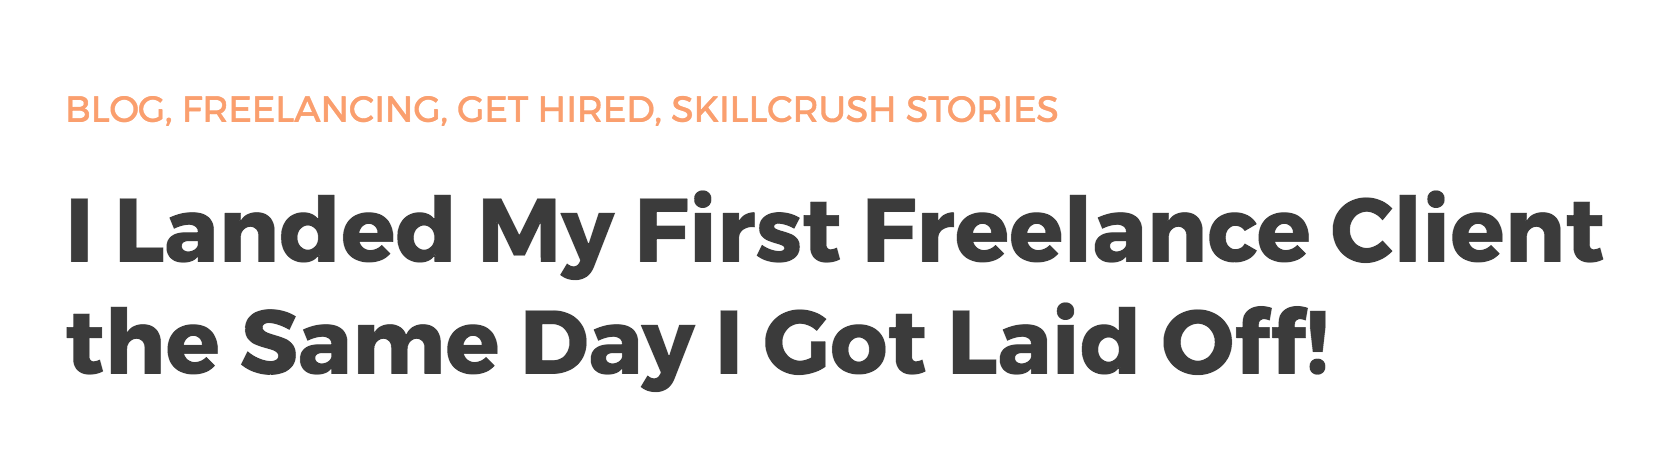 BLOG, FREELANCING, GET HIRED, SKILLCRUSH STORIES
I Landed My First Freelance Client
the Same Day I Got Laid Off!